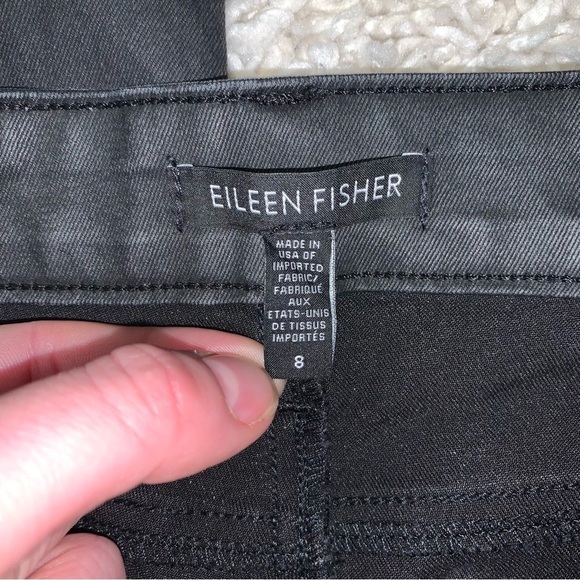 EILEEN FISHER
MADE IN
USA OF
IMPORTED
FABRIC/
FABRIQUÉ
AUX
ETATS-UNIS
DE TISSUS
IMPORTÉS
8